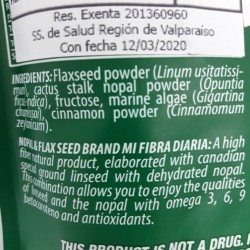 Res. Exenta 201360960
SS. de Salud Región de Valparaiso
Con fecha 12/03/2020
INGREDIENTS: Flaxseed powder (Linum usitatissi-
mum), cactus stalk nopal powder (Opuntia
ficus-indica), fructose, marine algae (Gigartina
chamissoi), cinnamon powder (Cinnamomum
zeylanicum).
NOPAL & FLAX SEED BRAND MI FIBRA DIARIA: A high
fiber natural product, elaborated with canadian
special ground linseed with dehydrated nopal.
This combination allows you to enjoy the qualities
of linseed and the nopal with omega 3, 6, 9
betacaroteno and antioxidants.
THIS PRODUCT IS NOT A DRUG.